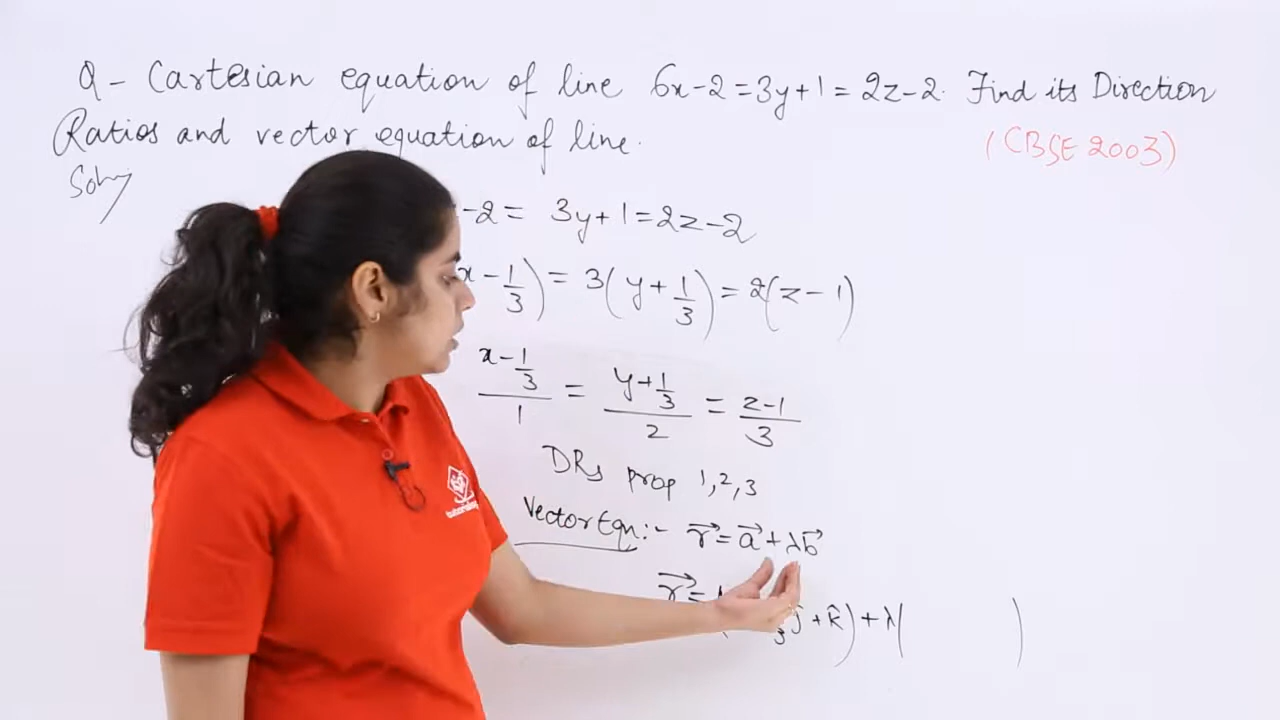 Q - Cartesian equation of line 6x-2=3y+1=2z-2. Find its Direction
Ratios and vector equation of line.
(CBSE 2003)
Soln
-2 = 3y+1=2z-2
x - 1/3) = 3(y + 1/3) = 2(z - 1)
x - 1/3 / 1 = y + 1/3 / 2 = z-1 / 3
DRs prop 1,2,3
Vector Eqn:- r⃗ = a⃗ + λb⃗
r⃗ = 3 ĵ + k̂) + λ( )